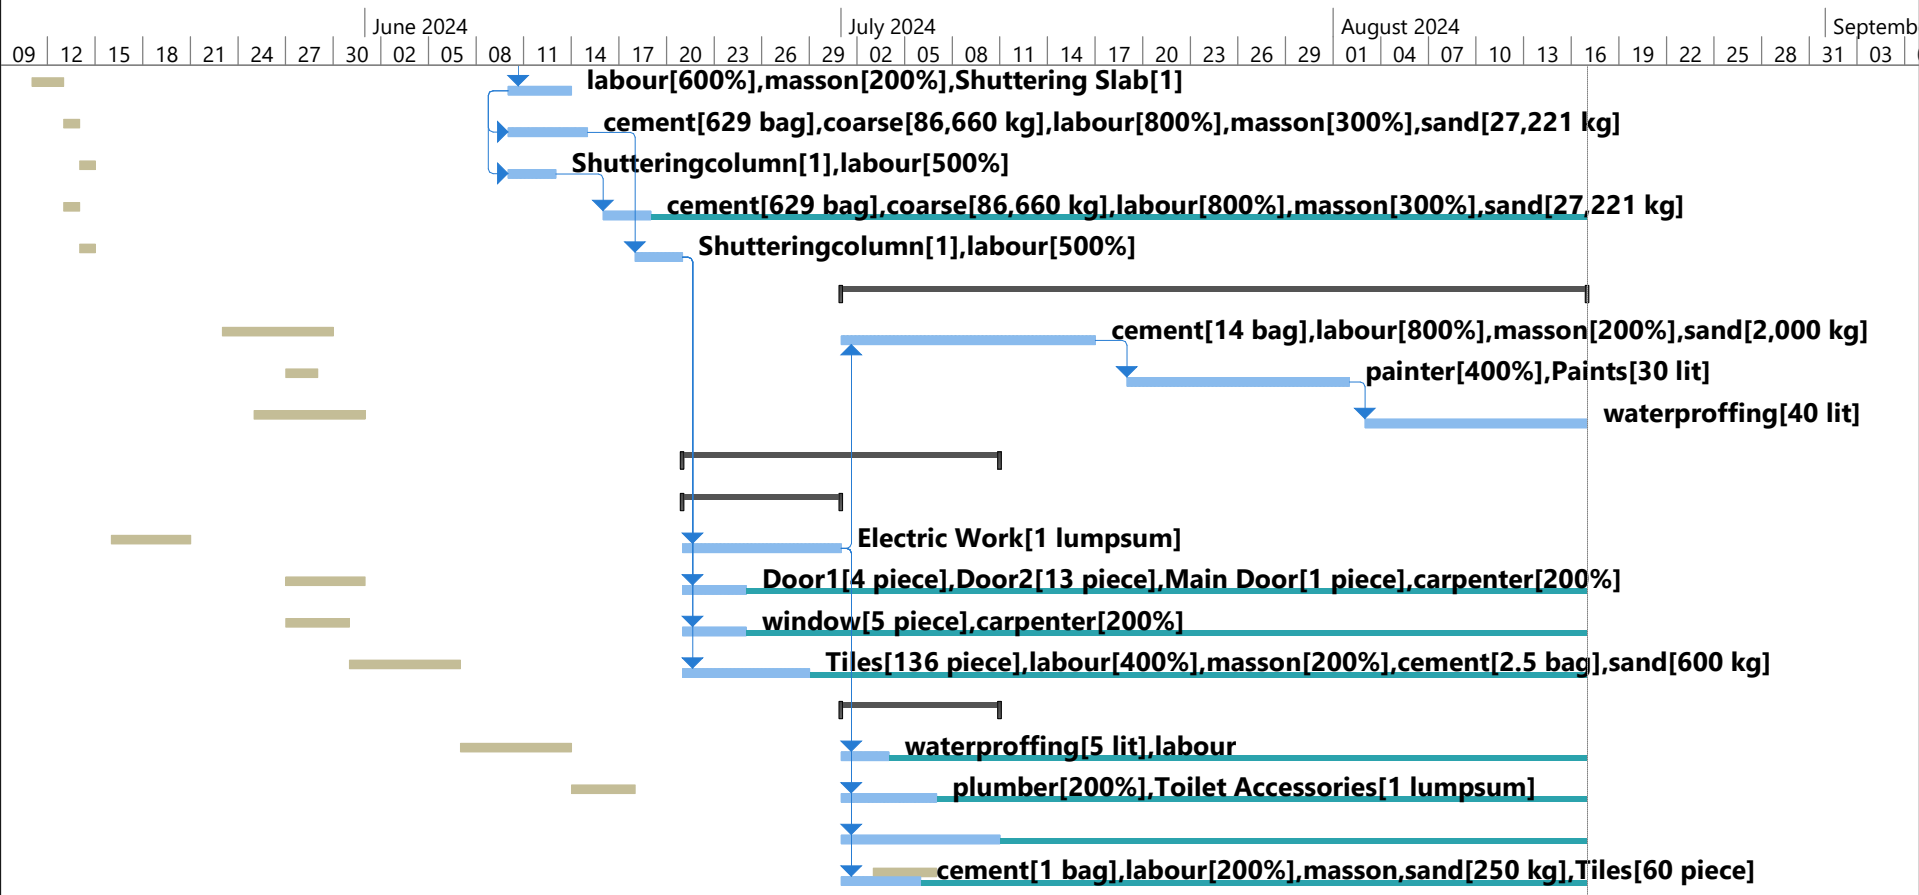 June 2024 July 2024 August 2024 Septemb
09 12 15 18 21 24 27 30 02 05 08 11 14 17 20 23 26 29 02 05 08 11 14 17 20 23 26 29 01 04 07 10 13 16 19 22 25 28 31 03
labour[600%],masson[200%],Shuttering Slab[1]
cement[629 bag],coarse[86,660 kg],labour[800%],masson[300%],sand[27,221 kg]
Shutteringcolumn[1],labour[500%]
cement[629 bag],coarse[86,660 kg],labour[800%],masson[300%],sand[27,221 kg]
Shutteringcolumn[1],labour[500%]
cement[14 bag],labour[800%],masson[200%],sand[2,000 kg]
painter[400%],Paints[30 lit]
waterproffing[40 lit]
Electric Work[1 lumpsum]
Door1[4 piece],Door2[13 piece],Main Door[1 piece],carpenter[200%]
window[5 piece],carpenter[200%]
Tiles[136 piece],labour[400%],masson[200%],cement[2.5 bag],sand[600 kg]
waterproffing[5 lit],labour
plumber[200%],Toilet Accessories[1 lumpsum]
cement[1 bag],labour[200%],masson,sand[250 kg],Tiles[60 piece]